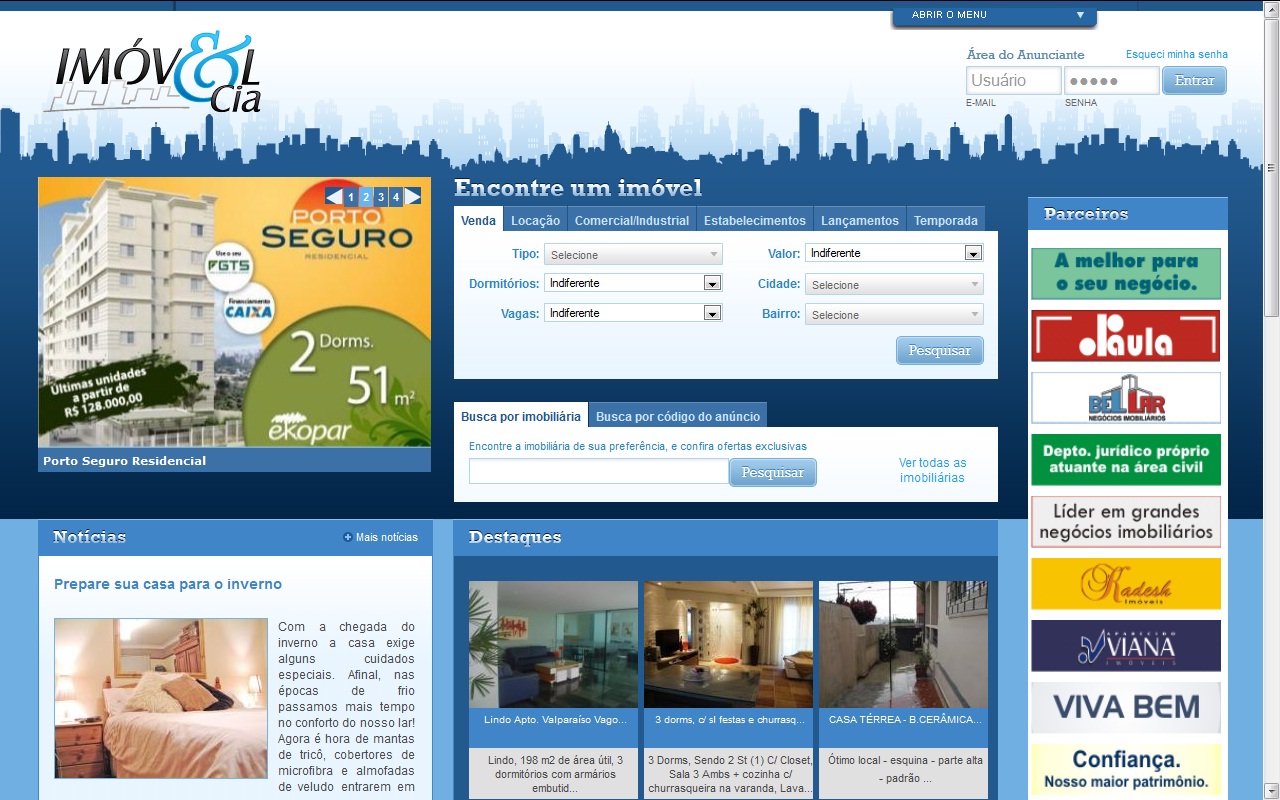 ABRIR O MENU
IMÓVEL & Cia
Área do Anunciante
Esqueci minha senha
Usuário
Entrar
E-MAIL
SENHA
1 2 3 4
PORTO
SEGURO
RESIDENCIAL
Use o seu
FGTS
Financiamento
CAIXA
2 Dorms.
51 m²
Últimas unidades
a partir de
R$ 128.000,00
ekopar
Porto Seguro Residencial
Encontre um imóvel
Venda Locação Comercial/Industrial Estabelecimentos Lançamentos Temporada
Tipo: Selecione Valor: Indiferente
Dormitórios: Indiferente Cidade: Selecione
Vagas: Indiferente Bairro: Selecione
Pesquisar
Busca por imobiliária Busca por código do anúncio
Encontre a imobiliária de sua preferência, e confira ofertas exclusivas
Pesquisar
Ver todas as
imobiliárias
Parceiros
A melhor para
o seu negócio.
Paula
BÉL LAR
NEGÓCIOS IMOBILIÁRIOS
Depto. jurídico próprio
atuante na área civil
Líder em grandes
negócios imobiliários
Kadesh
Imóveis
APARECIDO
VIANA
IMÓVEIS
VIVA BEM
Confiança.
Nosso maior patrimônio.
Notícias
Mais notícias
Prepare sua casa para o inverno
Com a chegada do
inverno a casa exige
alguns cuidados
especiais. Afinal, nas
épocas de frio
passamos mais tempo
no conforto do nosso lar!
Agora é hora de mantas
de tricô, cobertores de
microfibra e almofadas
de veludo entrarem em
Destaques
Lindo Apto. Valparaíso Vago...
Lindo, 198 m2 de área útil, 3
dormitórios com armários
embutid...
3 dorms, c/ sl festas e churrasq...
3 Dorms, Sendo 2 St (1) C/ Closet,
Sala 3 Ambs + cozinha c/
churrasqueira na varanda, Lava...
CASA TÉRREA - B.CERÂMICA...
Ótimo local - esquina - parte alta
- padrão ...